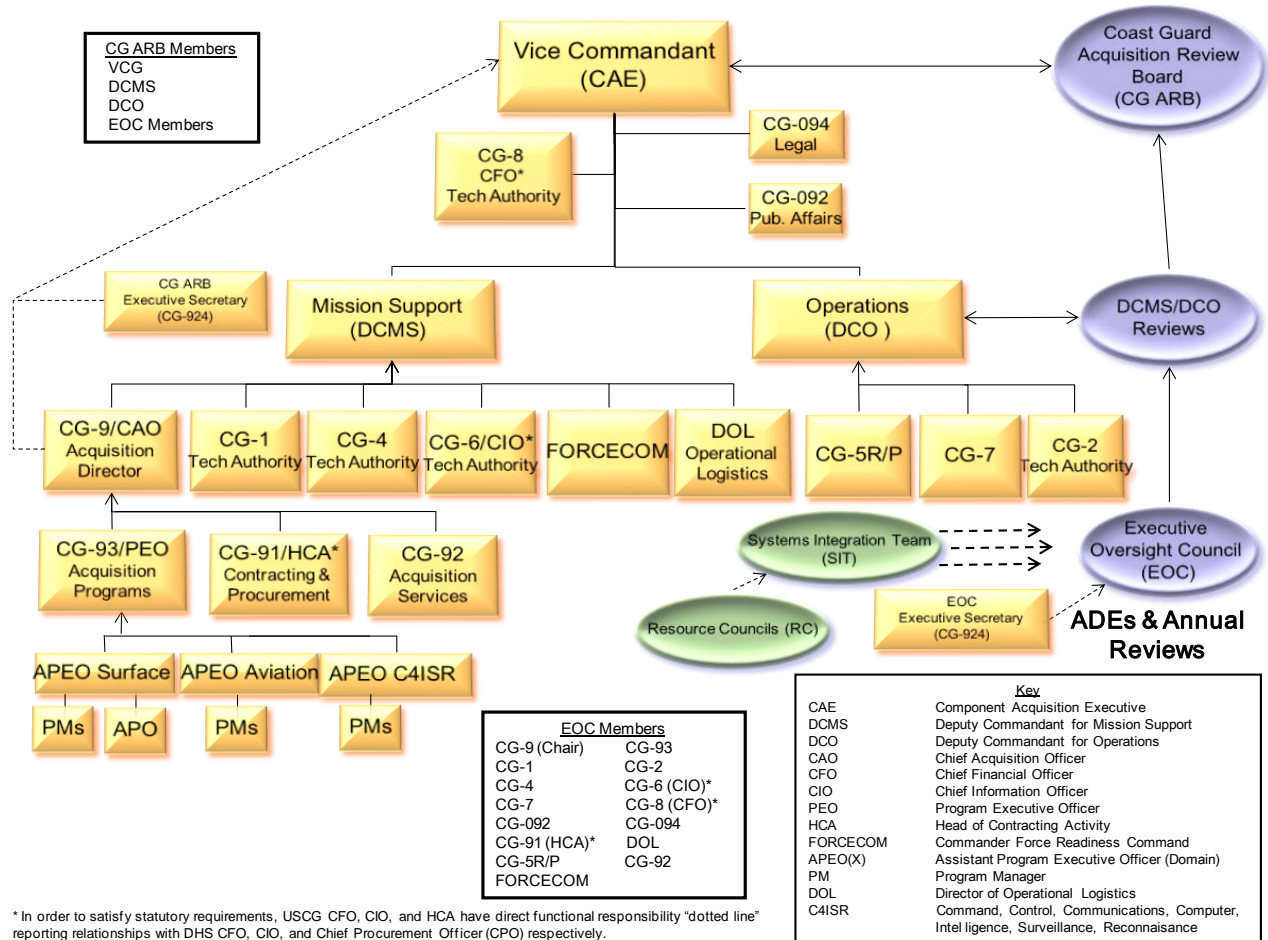 CG ARB Members
VCG
DCMS
DCO
EOC Members
Vice Commandant
(CAE)
Coast Guard
Acquisition Review
Board
(CG ARB)
CG-8
CFO*
Tech Authority
CG-094
Legal
CG-092
Pub. Affairs
CG ARB
Executive Secretary
(CG-924)
Mission Support
(DCMS)
Operations
(DCO )
DCMS/DCO
Reviews
CG-9/CAO
Acquisition
Director
CG-1
Tech Authority
CG-4
Tech Authority
CG-6/CIO*
Tech Authority
FORCECOM
DOL
Operational
Logistics
CG-5R/P
CG-7
CG-2
Tech Authority
CG-93/PEO
Acquisition
Programs
CG-91/HCA*
Contracting &
Procurement
CG-92
Acquisition
Services
Systems Integration Team
(SIT)
Executive
Oversight Council
(EOC)
Resource Councils (RC)
EOC
Executive Secretary
(CG-924)
ADEs & Annual
Reviews
APEO Surface
APEO Aviation
APEO C4ISR
PMs
APO
PMs
PMs
EOC Members
CG-9 (Chair) CG-93
CG-1 CG-2
CG-4 CG-6 (CIO)*
CG-7 CG-8 (CFO)*
CG-092 CG-094
CG-91 (HCA)* DOL
CG-5R/P CG-92
FORCECOM
Key
CAE Component Acquisition Executive
DCMS Deputy Commandant for Mission Support
DCO Deputy Commandant for Operations
CAO Chief Acquisition Officer
CFO Chief Financial Officer
CIO Chief Information Officer
PEO Program Executive Officer
HCA Head of Contracting Activity
FORCECOM Commander Force Readiness Command
APEO(X) Assistant Program Executive Officer (Domain)
PM Program Manager
DOL Director of Operational Logistics
C4ISR Command, Control, Communications, Computer,
Intelligence, Surveillance, Reconnaisance
* In order to satisfy statutory requirements, USCG CFO, CIO, and HCA have direct functional responsibility “dotted line”
reporting relationships with DHS CFO, CIO, and Chief Procurement Officer (CPO) respectively.